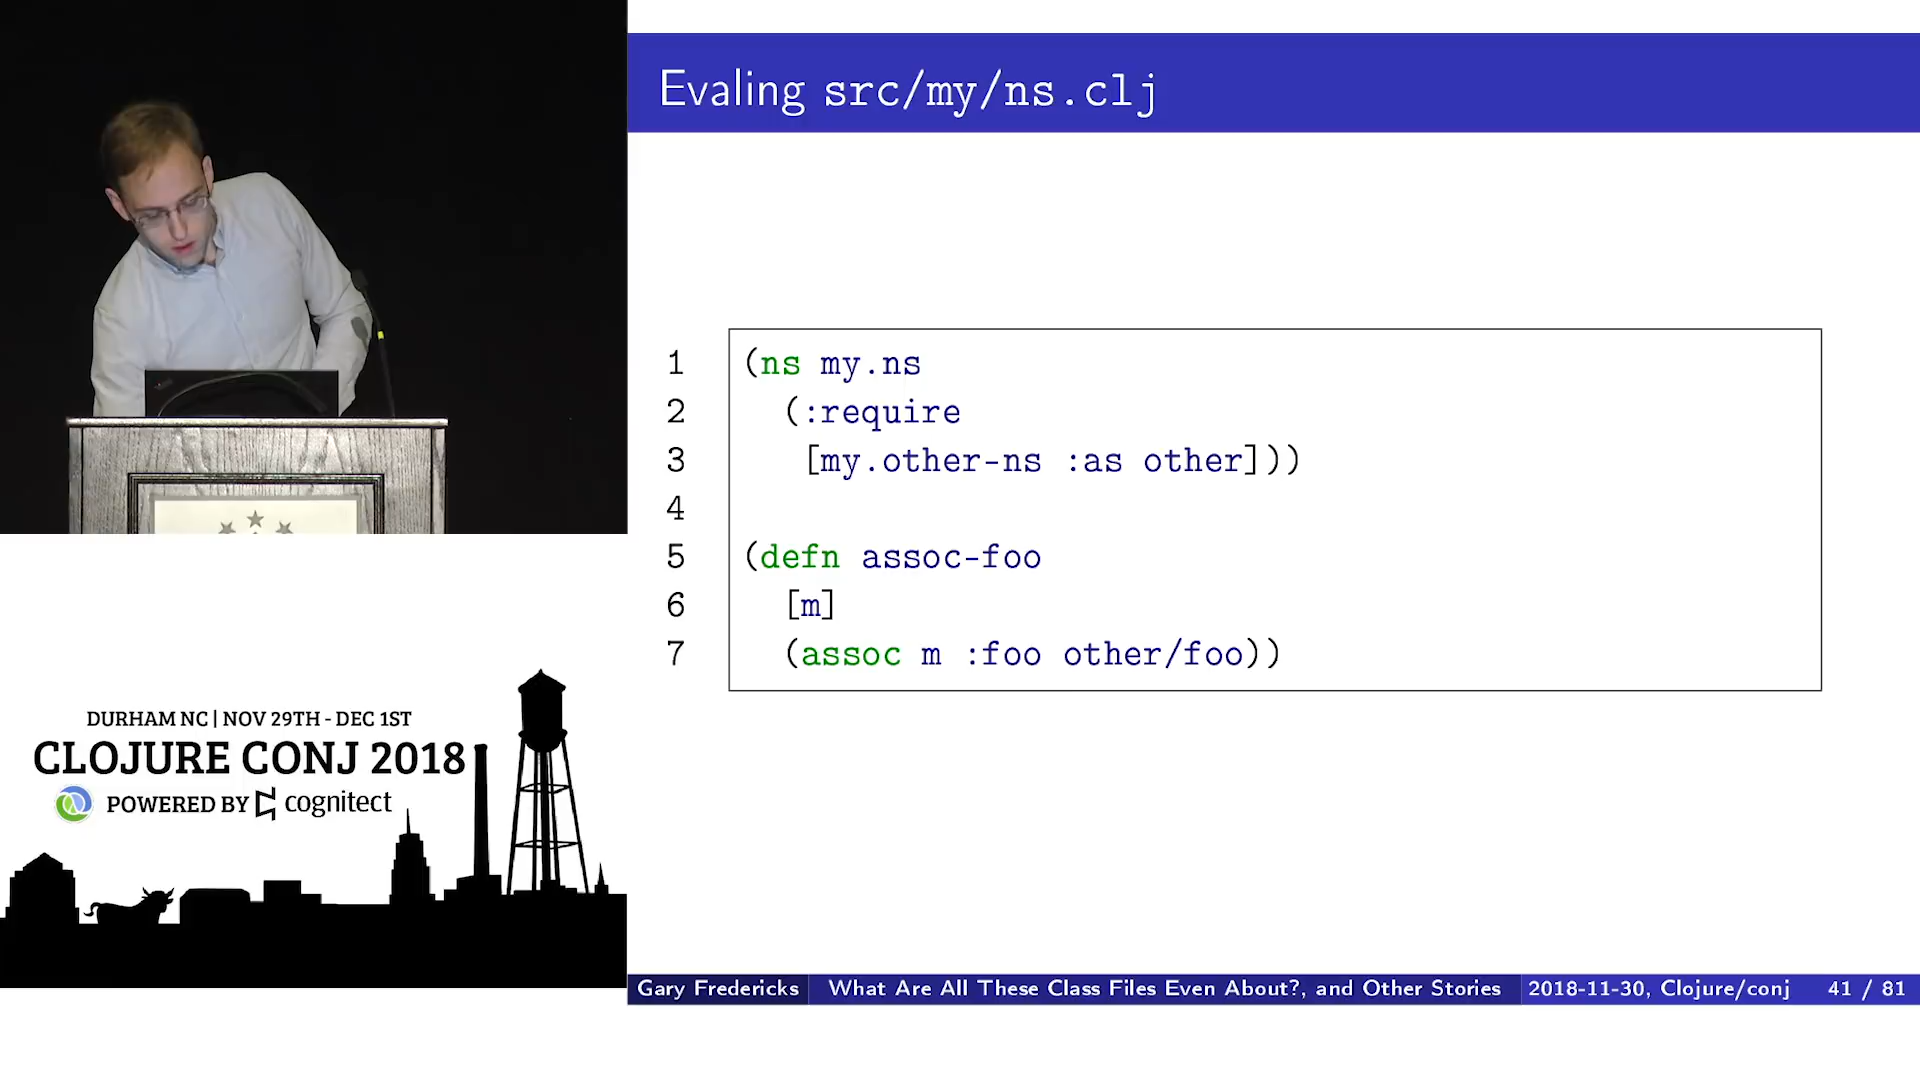 Evaling src/my/ns.clj
1 (ns my.ns
2 (:require
3 [my.other-ns :as other]))
4
5 (defn assoc-foo
6 [m]
7 (assoc m :foo other/foo))
DURHAM NC | NOV 29TH - DEC 1ST
CLOJURE CONJ 2018
POWERED BY cognitect
Gary Fredericks What Are All These Class Files Even About?, and Other Stories 2018-11-30, Clojure/conj 41 / 81